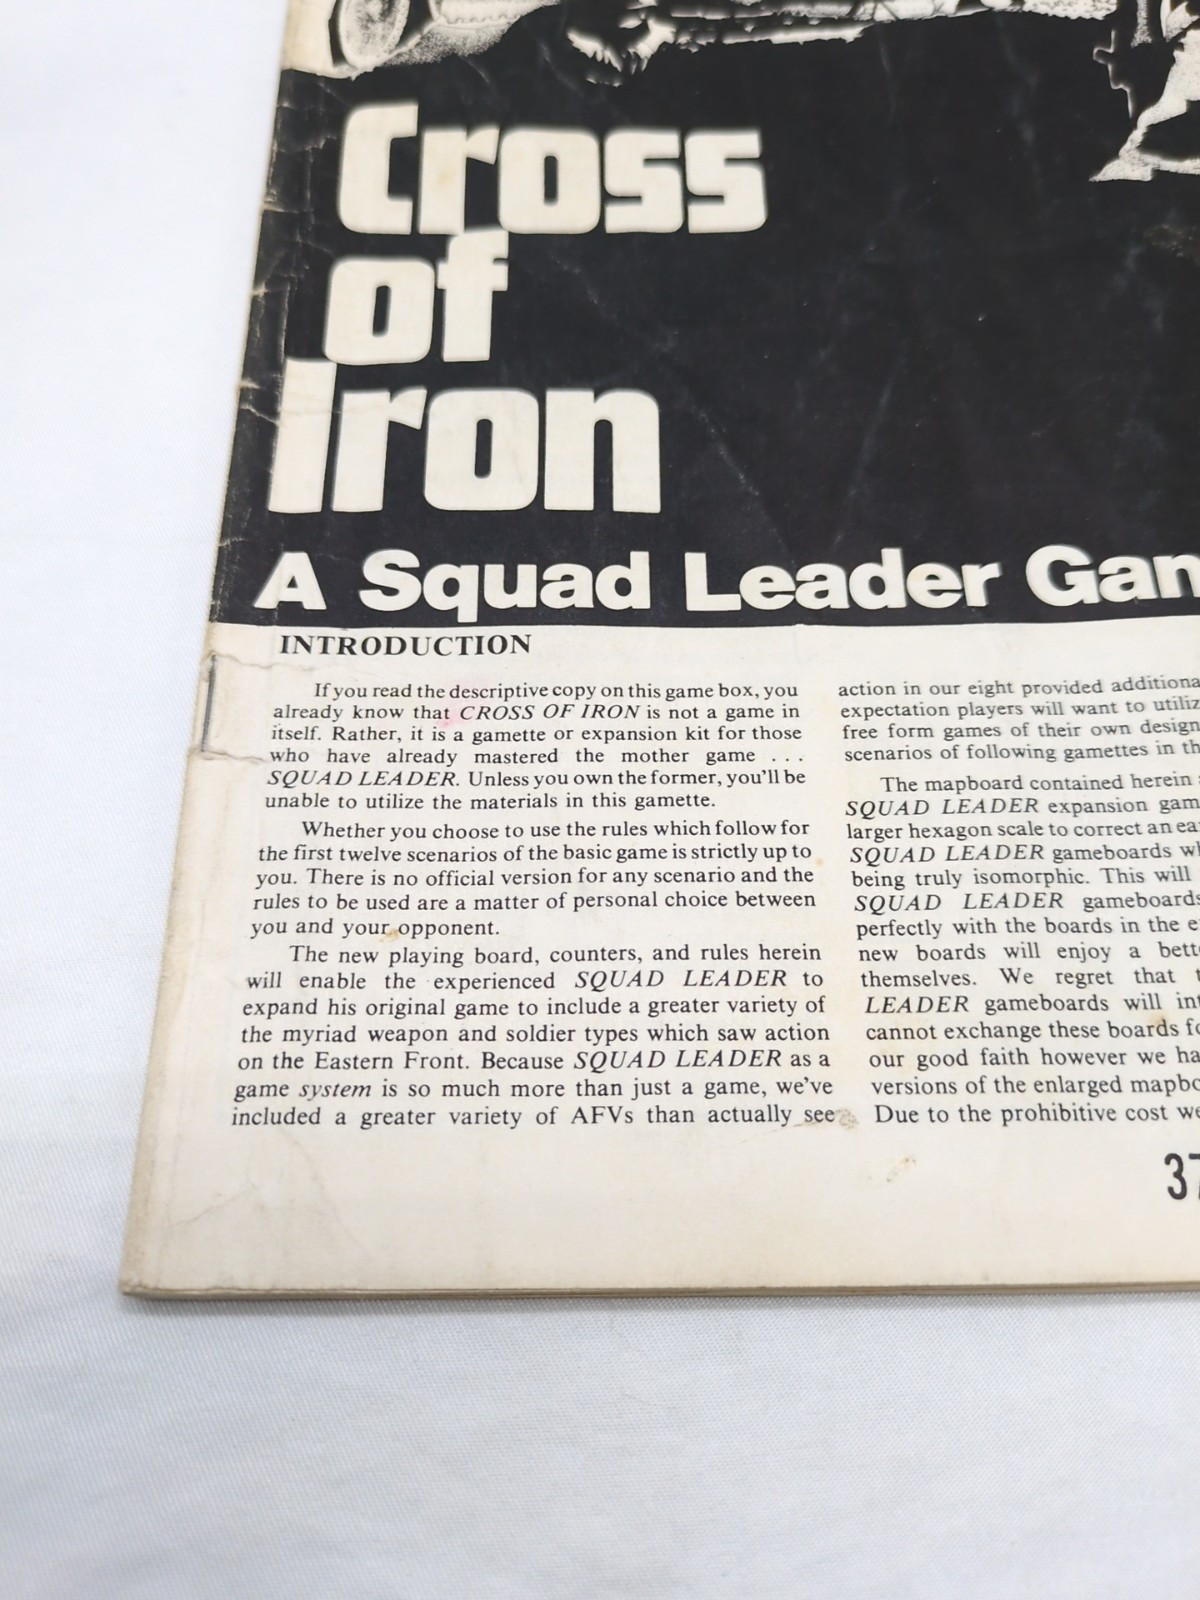 Cross
of
Iron
A Squad Leader
INTRODUCTION
If you read the descriptive copy on this game box, you
already know that CROSS OF IRON is not a game in
itself. Rather, it is a gamette or expansion kit for those
who have already mastered the mother game . . .
SQUAD LEADER. Unless you own the former, you'll be
unable to utilize the materials in this gamette.
Whether you choose to use the rules which follow for
the first twelve scenarios of the basic game is strictly up to
you. There is no official version for any scenario and the
rules to be used are a matter of personal choice between
you and your opponent.
The new playing board, counters, and rules herein
will enable the experienced SQUAD LEADER to
expand his original game to include a greater variety of
the myriad weapon and soldier types which saw action
on the Eastern Front. Because SQUAD LEADER as a
game system is so much more than just a game, we've
included a greater variety of AFVs than actually see
action in our eight provided
expectation players will want to
free form games of their own
scenarios of following gamettes in
The mapboard contained herein
SQUAD LEADER expansion
larger hexagon scale to correct an
SQUAD LEADER gameboards
being truly isomorphic. This will
SQUAD LEADER
perfectly with the boards in the
new boards will enjoy a
themselves. We regret that
LEADER gameboards will
cannot exchange these boards
our good faith however we
versions of the enlarged
Due to the prohibitive cost